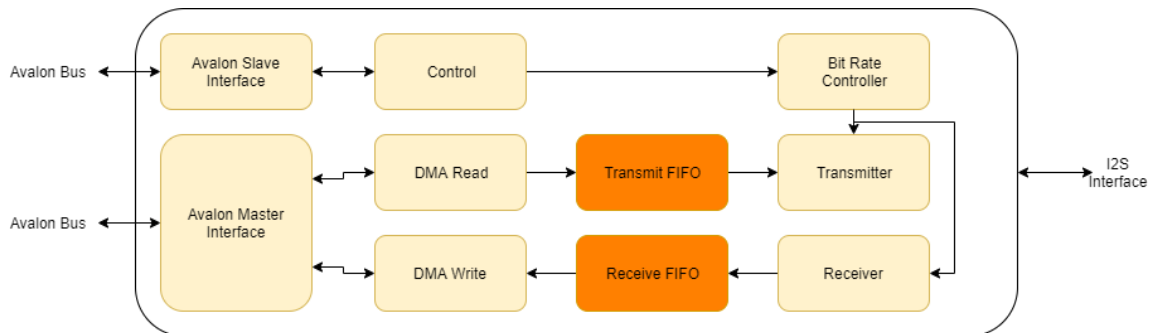 Avalon Bus
Avalon Slave
Interface
Control
Bit Rate
Controller
DMA Read
Transmit FIFO
Transmitter
I2S
Interface
Avalon Bus
Avalon Master
Interface
DMA Write
Receive FIFO
Receiver